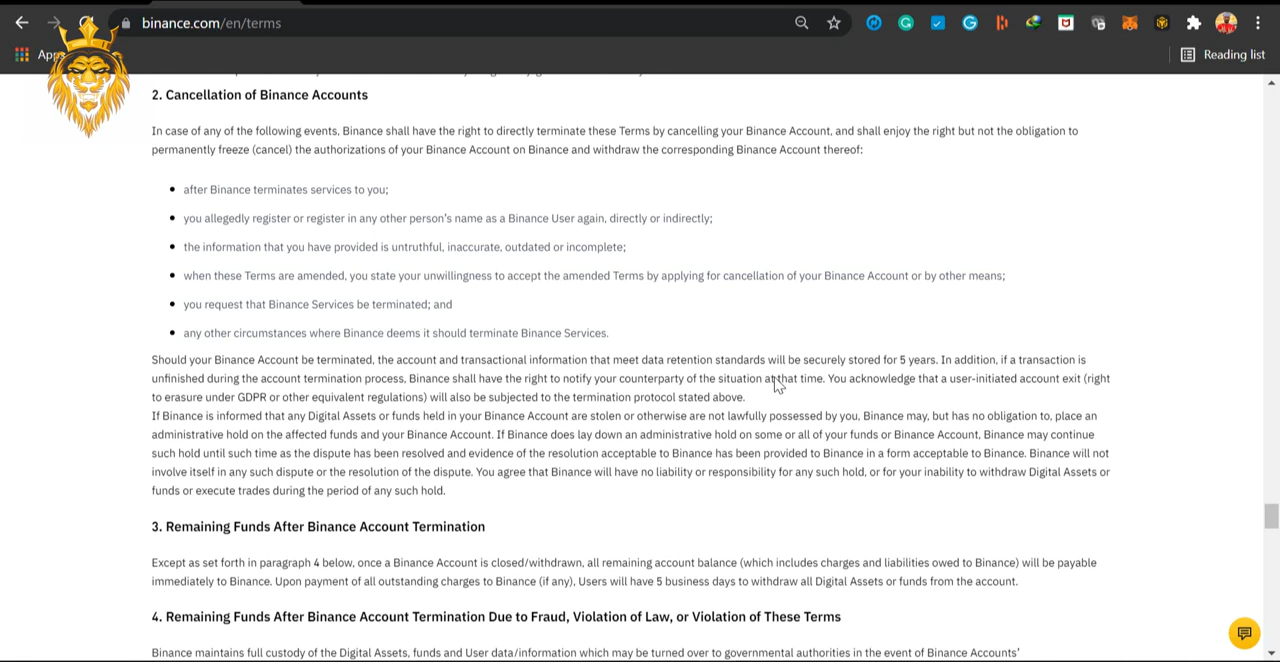 binance.com/en/terms
Reading list
2. Cancellation of Binance Accounts
In case of any of the following events, Binance shall have the right to directly terminate these Terms by cancelling your Binance Account, and shall enjoy the right but not the obligation to
permanently freeze (cancel) the authorizations of your Binance Account on Binance and withdraw the corresponding Binance Account thereof:
• after Binance terminates services to you;
• you allegedly register or register in any other person's name as a Binance User again, directly or indirectly;
• the information that you have provided is untruthful, inaccurate, outdated or incomplete;
• when these Terms are amended, you state your unwillingness to accept the amended Terms by applying for cancellation of your Binance Account or by other means;
• you request that Binance Services be terminated; and
• any other circumstances where Binance deems it should terminate Binance Services.
Should your Binance Account be terminated, the account and transactional information that meet data retention standards will be securely stored for 5 years. In addition, if a transaction is
unfinished during the account termination process, Binance shall have the right to notify your counterparty of the situation at that time. You acknowledge that a user-initiated account exit (right
to erasure under GDPR or other equivalent regulations) will also be subjected to the termination protocol stated above.
If Binance is informed that any Digital Assets or funds held in your Binance Account are stolen or otherwise are not lawfully possessed by you, Binance may, but has no obligation to, place an
administrative hold on the affected funds and your Binance Account. If Binance does lay down an administrative hold on some or all of your funds or Binance Account, Binance may continue
such hold until such time as the dispute has been resolved and evidence of the resolution acceptable to Binance has been provided to Binance in a form acceptable to Binance. Binance will not
involve itself in any such dispute or the resolution of the dispute. You agree that Binance will have no liability or responsibility for any such hold, or for your inability to withdraw Digital Assets or
funds or execute trades during the period of any such hold.
3. Remaining Funds After Binance Account Termination
Except as set forth in paragraph 4 below, once a Binance Account is closed/withdrawn, all remaining account balance (which includes charges and liabilities owed to Binance) will be payable
immediately to Binance. Upon payment of all outstanding charges to Binance (if any), Users will have 5 business days to withdraw all Digital Assets or funds from the account.
4. Remaining Funds After Binance Account Termination Due to Fraud, Violation of Law, or Violation of These Terms
Binance maintains full custody of the Digital Assets, funds and User data/information which may be turned over to governmental authorities in the event of Binance Accounts'